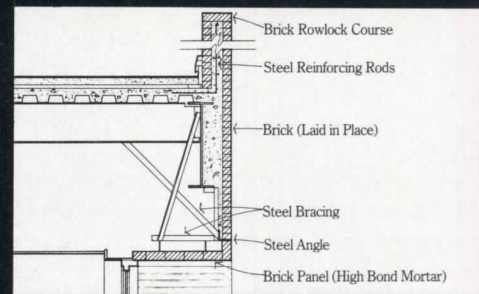 Brick Rowlock Course
Steel Reinforcing Rods
Brick (Laid in Place)
Steel Bracing
Steel Angle
Brick Panel (High Bond Mortar)